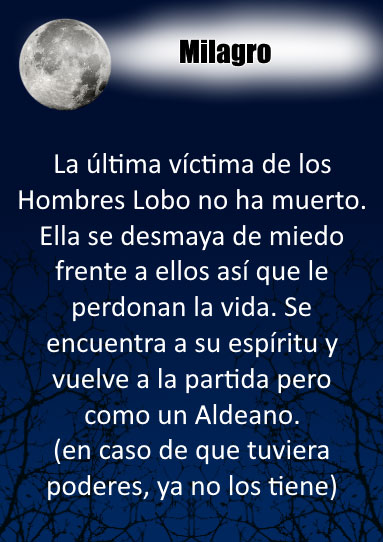 Milagro
La última víctima de los
Hombres Lobo no ha muerto.
Ella se desmaya de miedo
frente a ellos así que le
perdonan la vida. Se
encuentra a su espíritu y
vuelve a la partida pero
como un Aldeano.
(en caso de que tuviera
poderes, ya no los tiene)